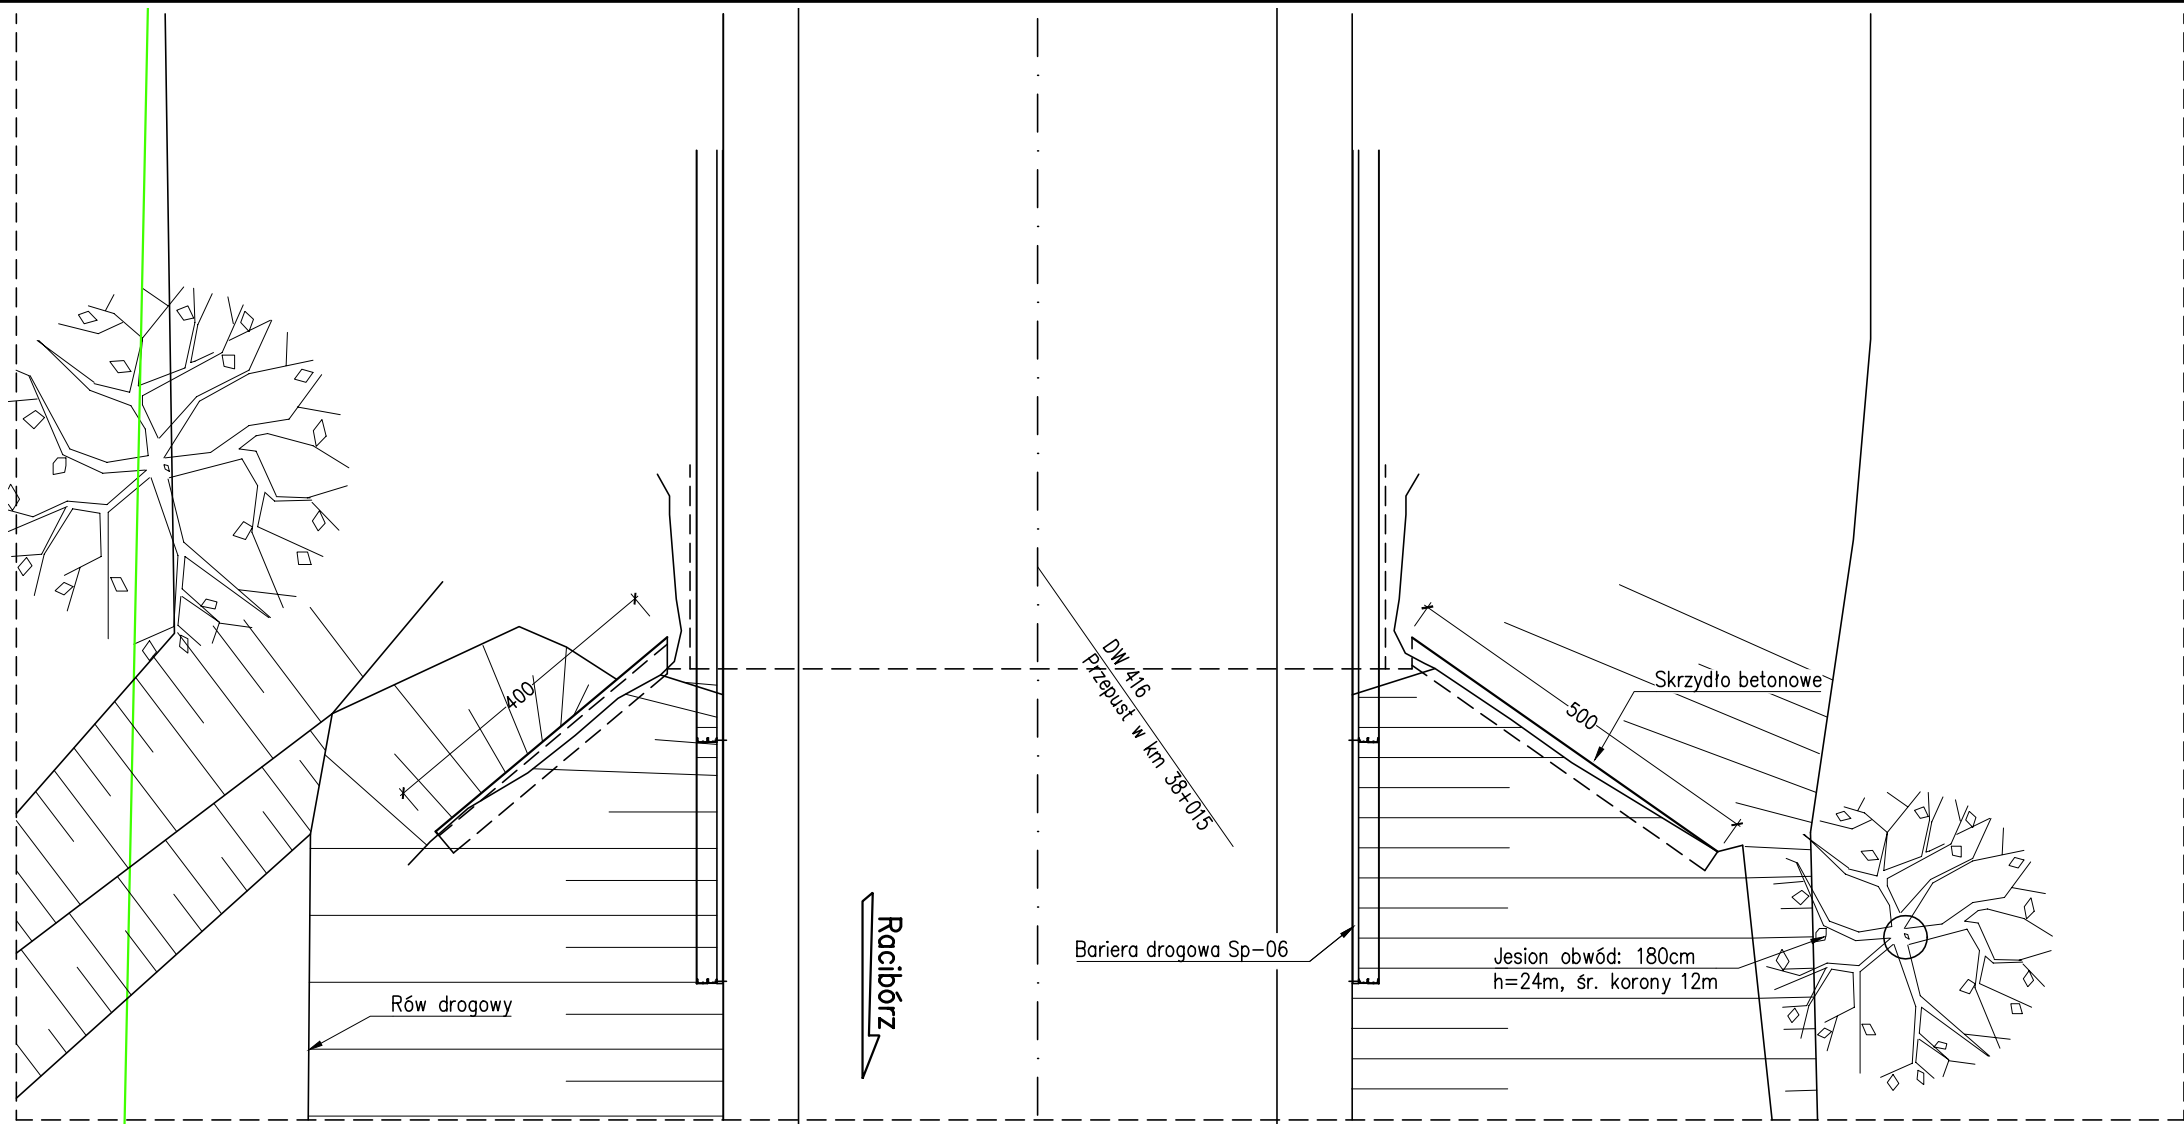 400
DW 416
Przepust w km 38+015
Skrzydło betonowe
500
Racibórz
Bariera drogowa Sp-06
Jesion obwód: 180cm
h=24m, śr. korony 12m
Rów drogowy